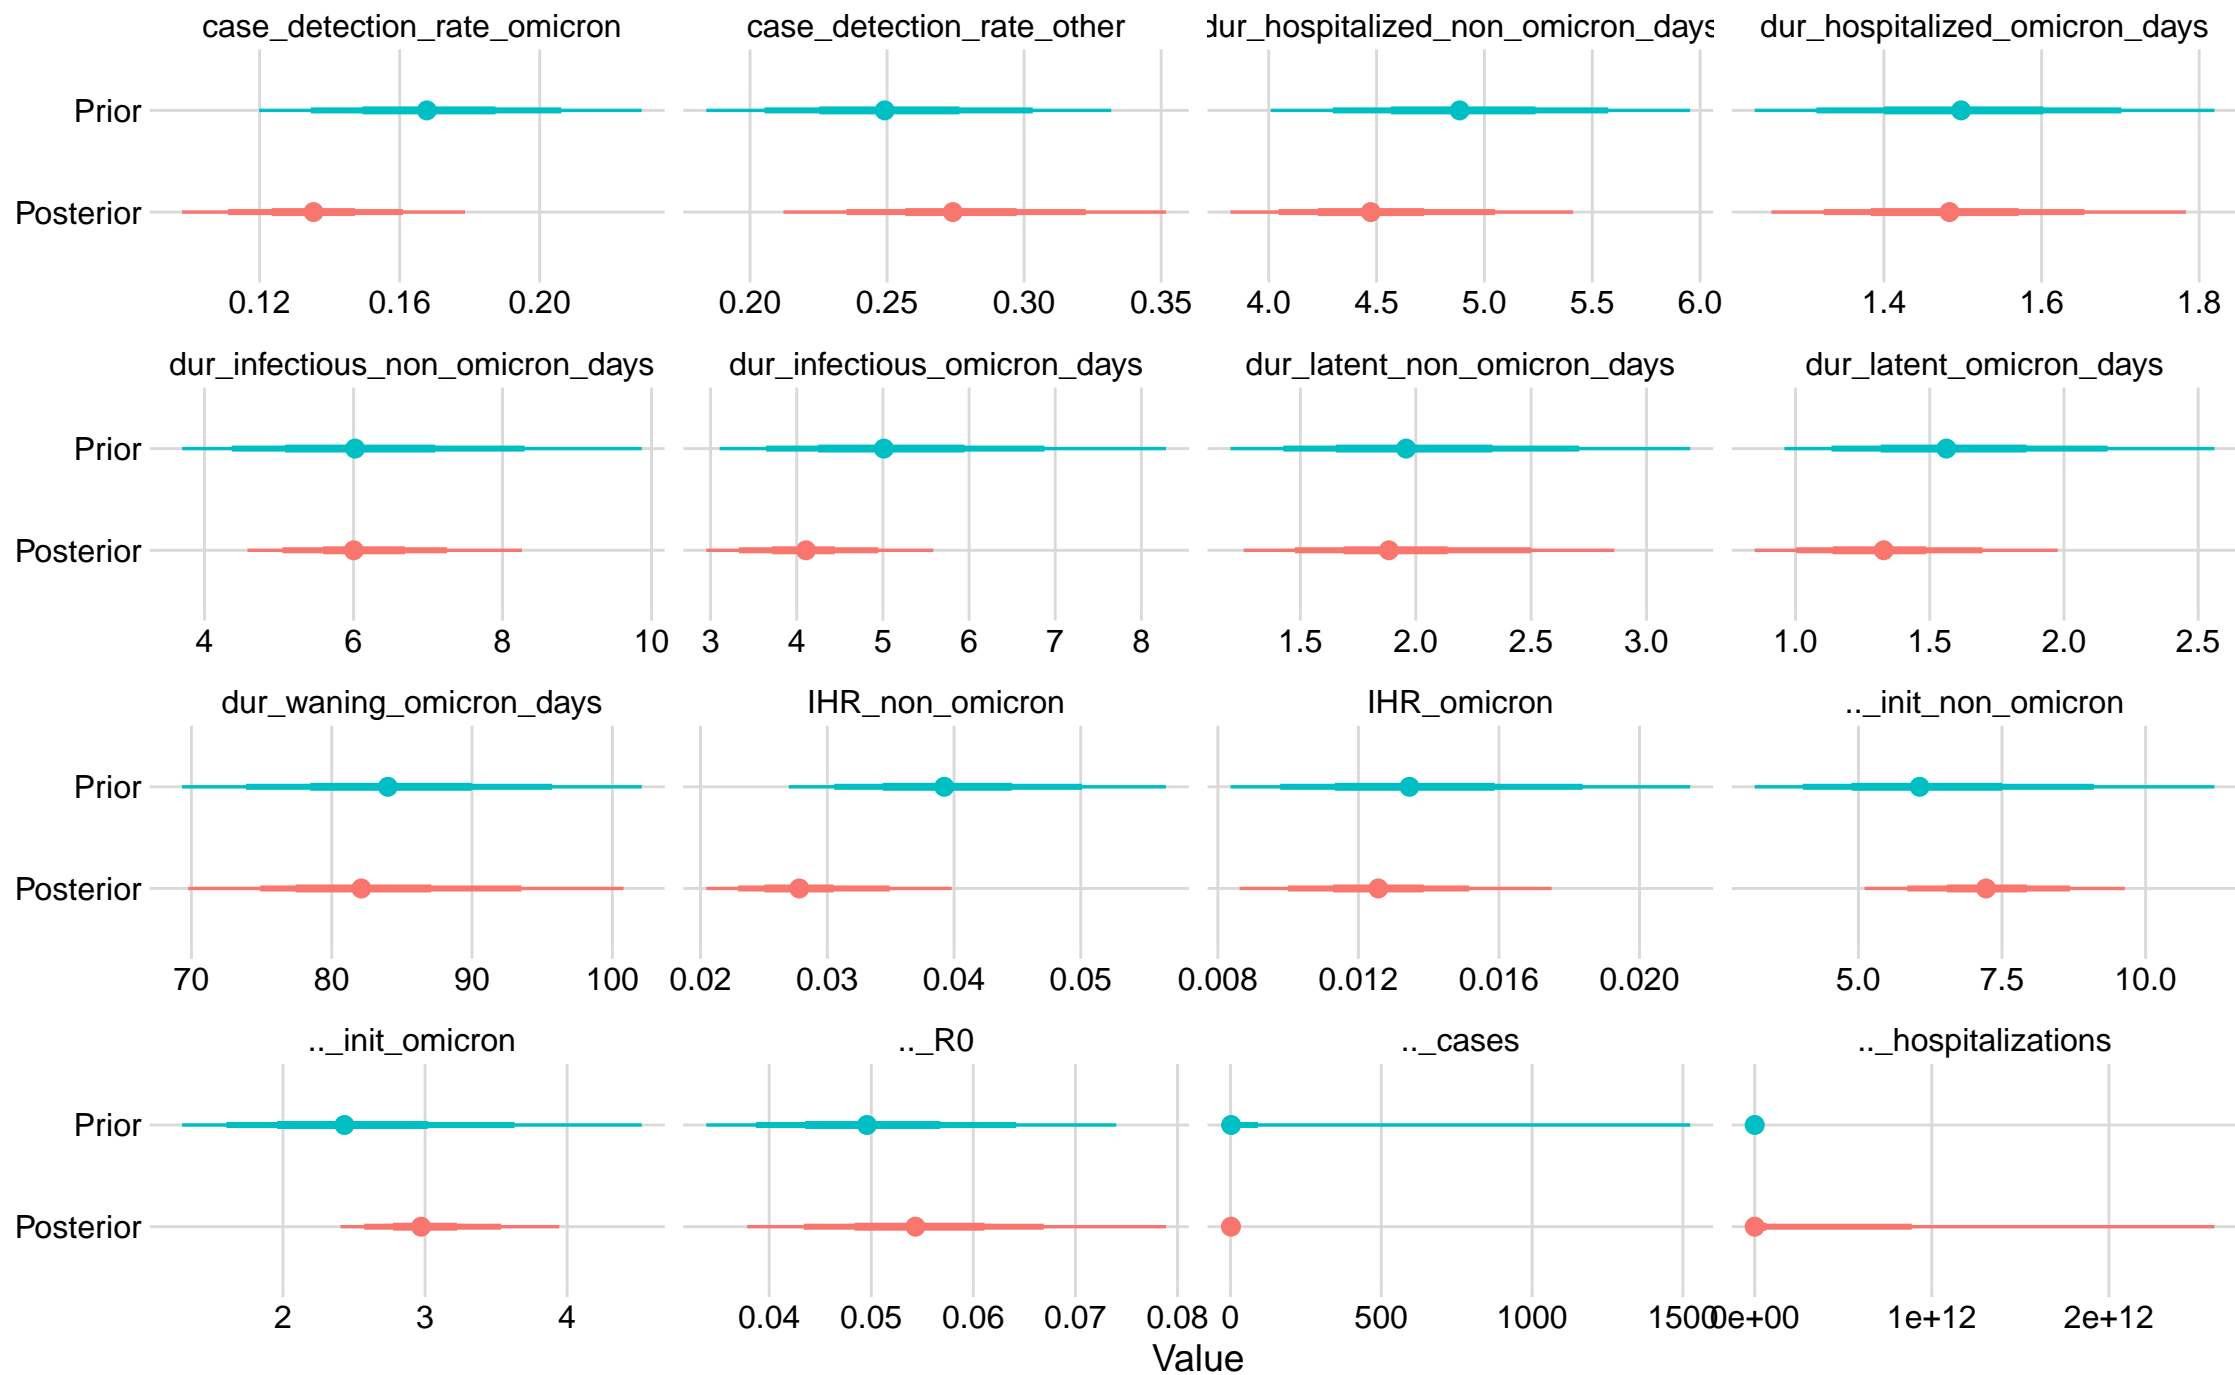 case_detection_rate_omicron case_detection_rate_other dur_hospitalized_non_omicron_days dur_hospitalized_omicron_days
Prior
Posterior
0.12 0.16 0.20 0.20 0.25 0.30 0.35 4.0 4.5 5.0 5.5 6.0 1.4 1.6 1.8
dur_infectious_non_omicron_days dur_infectious_omicron_days dur_latent_non_omicron_days dur_latent_omicron_days
Prior
Posterior
4 6 8 10 3 4 5 6 7 8 1.5 2.0 2.5 3.0 1.0 1.5 2.0 2.5
dur_waning_omicron_days IHR_non_omicron IHR_omicron .._init_non_omicron
Prior
Posterior
70 80 90 100 0.02 0.03 0.04 0.05 0.008 0.012 0.016 0.020 5.0 7.5 10.0
.._init_omicron .._R0 .._cases .._hospitalizations
Prior
Posterior
2 3 4 0.04 0.05 0.06 0.07 0.08 0 500 1000 1500 0e+00 1e+12 2e+12
Value